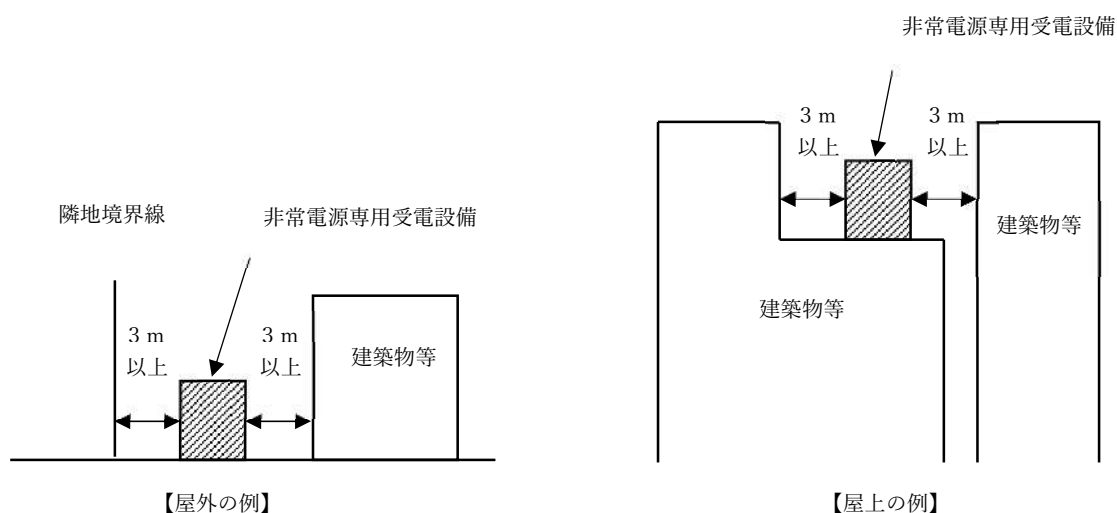 隣地境界線
非常電源専用受電設備
3 m
以上
3 m
以上
建築物等
【屋外の例】
非常電源専用受電設備
3 m
以上
3 m
以上
建築物等
建築物等
【屋上の例】